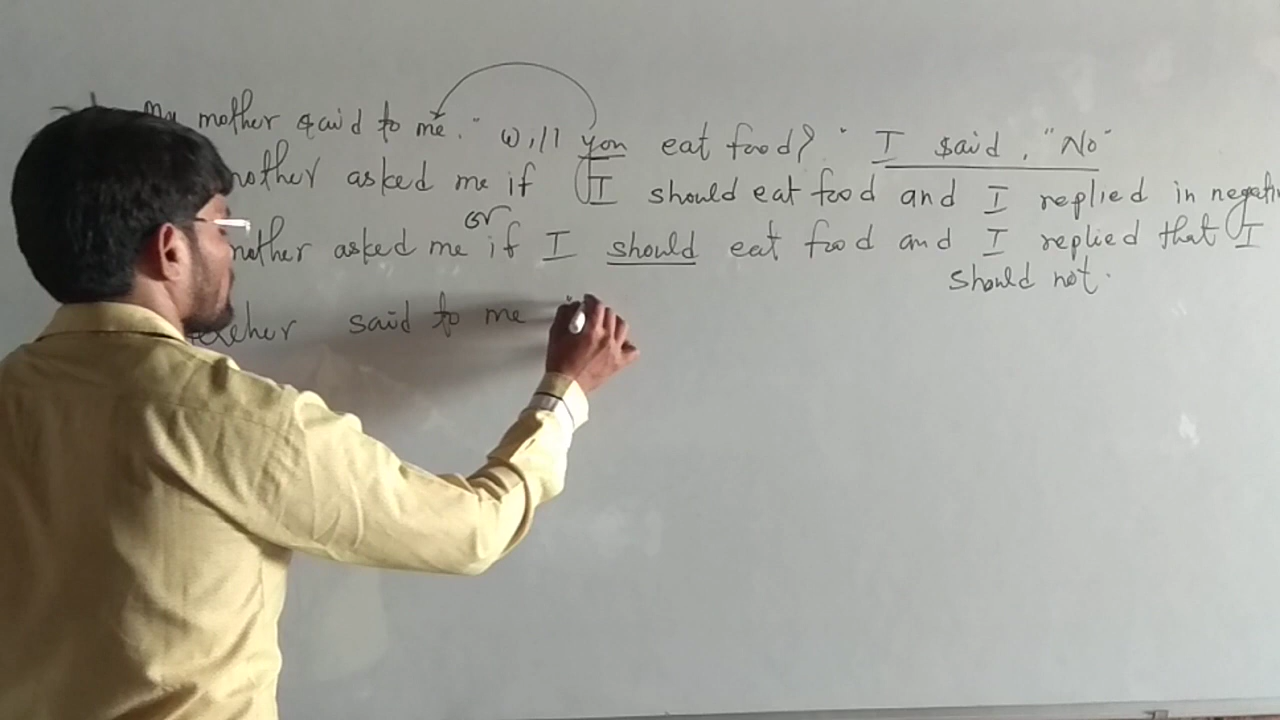 My mother said to me, " Will you eat food? " I said, "No"
mother asked me if I should eat food and I replied in
or
mother asked me if I should eat food and I replied that I
should not.
said to me "